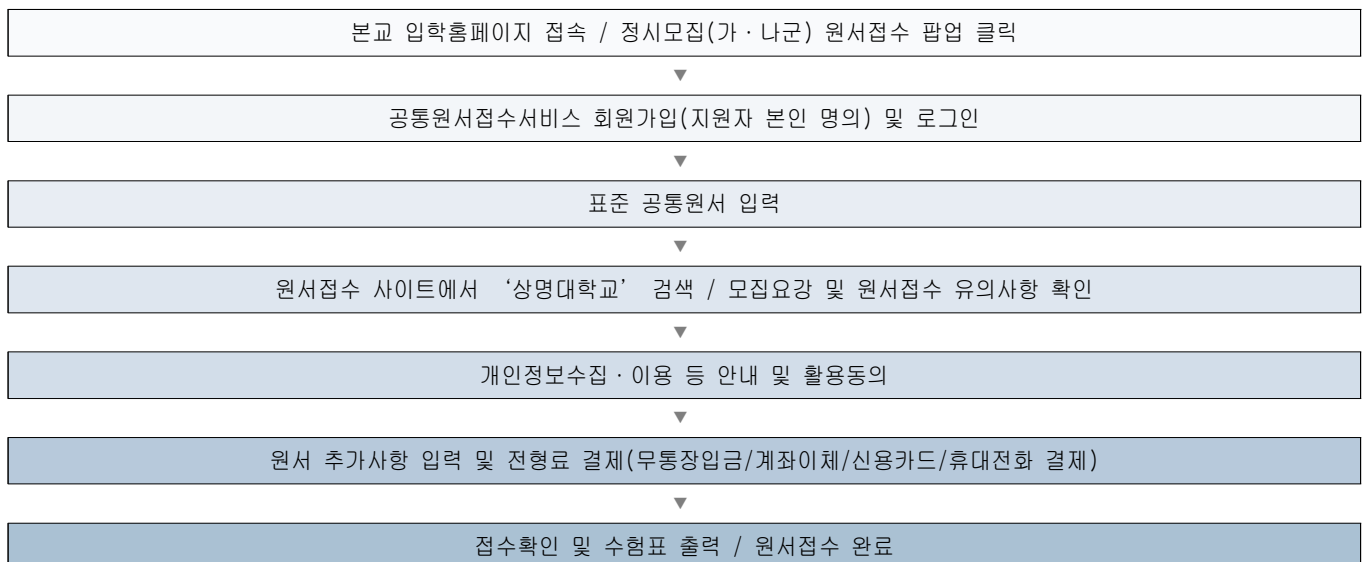 본교 입학홈페이지 접속 / 정시모집(가·나군) 원서접수 팝업 클릭
▼
공통원서접수서비스 회원가입(지원자 본인 명의) 및 로그인
▼
표준 공통원서 입력
▼
원서접수 사이트에서 ‘상명대학교’ 검색 / 모집요강 및 원서접수 유의사항 확인
▼
개인정보수집·이용 등 안내 및 활용동의
▼
원서 추가사항 입력 및 전형료 결제(무통장입금/계좌이체/신용카드/휴대전화 결제)
▼
접수확인 및 수험표 출력 / 원서접수 완료